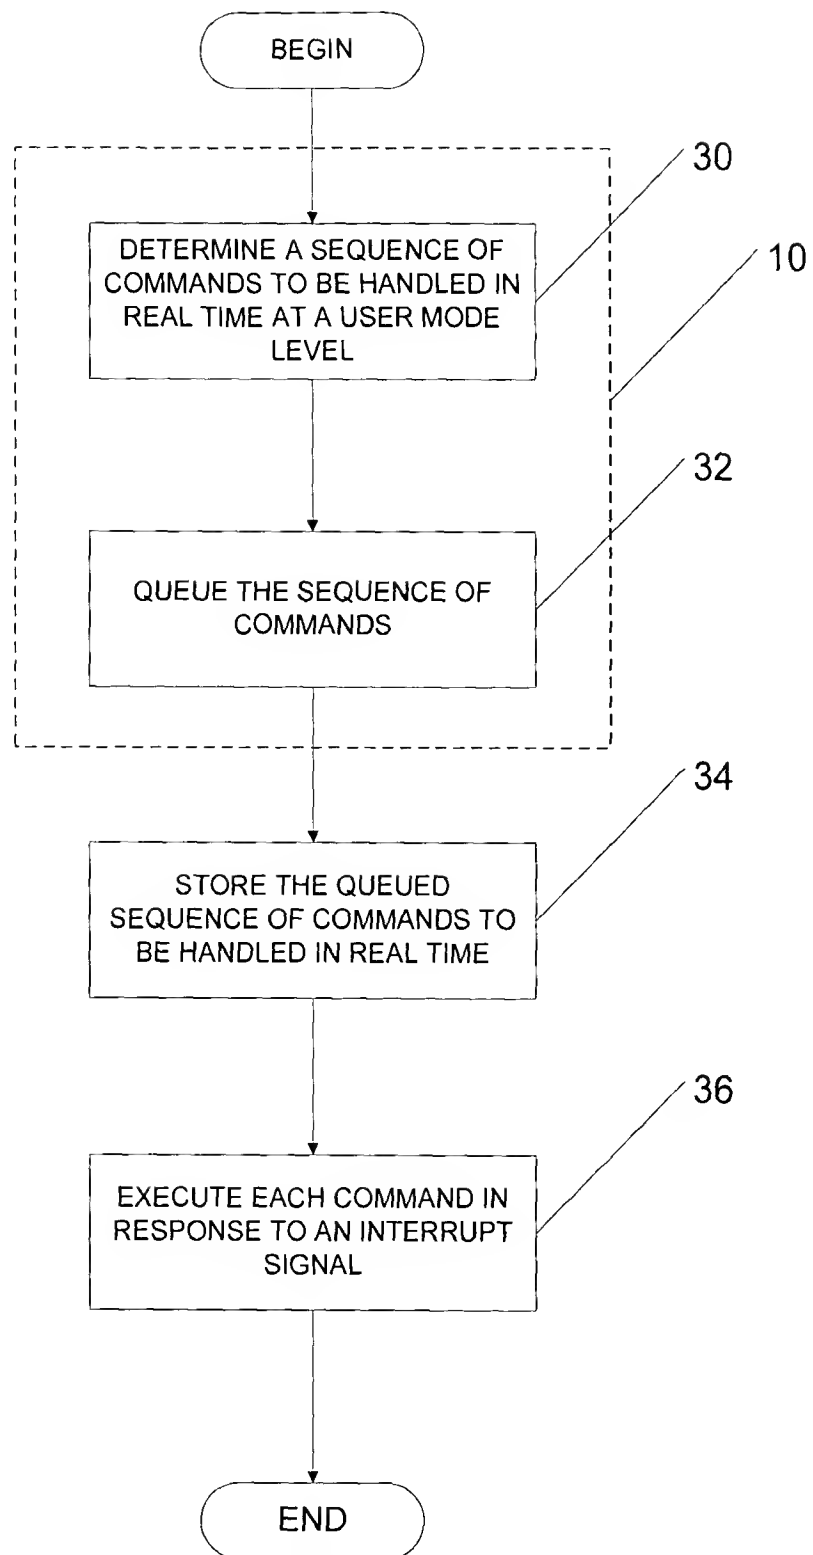 BEGIN
30
DETERMINE A SEQUENCE OF
COMMANDS TO BE HANDLED IN
REAL TIME AT A USER MODE
LEVEL
10
32
QUEUE THE SEQUENCE OF
COMMANDS
34
STORE THE QUEUED
SEQUENCE OF COMMANDS TO
BE HANDLED IN REAL TIME
36
EXECUTE EACH COMMAND IN
RESPONSE TO AN INTERRUPT
SIGNAL
END